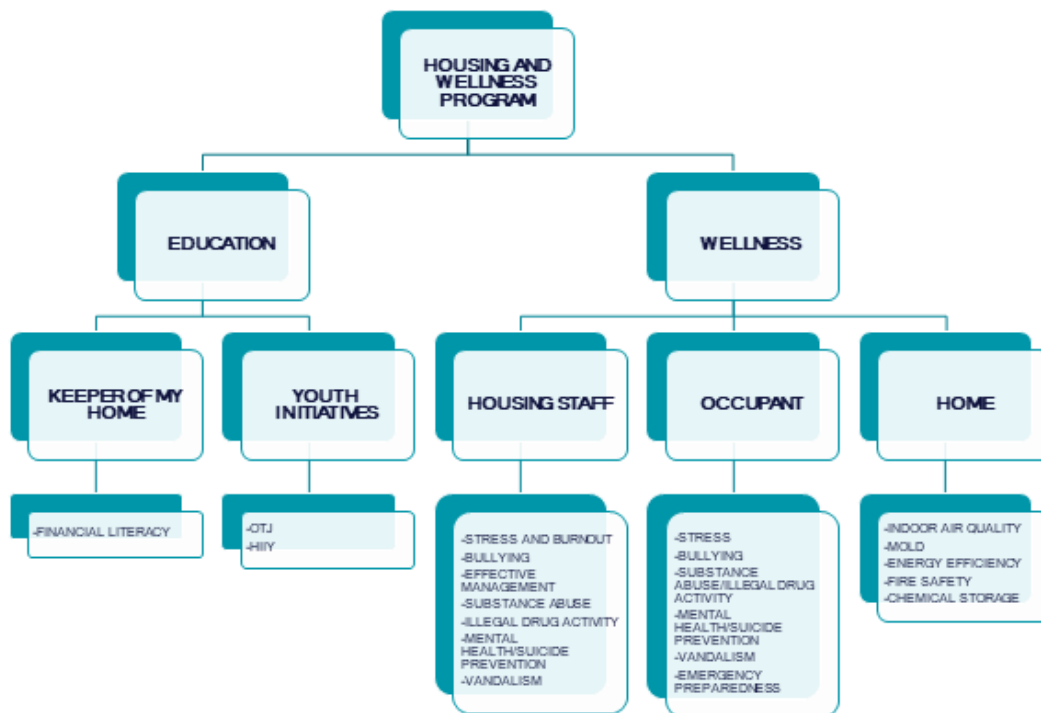 HOUSING AND
WELLNESS
PROGRAM
EDUCATION
WELLNESS
KEEPER OF MY
HOME
YOUTH
INITIATIVES
HOUSING STAFF
OCCUPANT
HOME
-FINANCIAL LITERACY
-OTJ
-HIIY
-STRESS AND BURNOUT
-BULLYING
-EFFECTIVE
MANAGEMENT
-SUBSTANCE ABUSE
-ILLEGAL DRUG ACTIVITY
-MENTAL
HEALTH/SUICIDE
PREVENTION
-VANDALISM
-STRESS
-BULLYING
-SUBSTANCE
ABUSE/ILLEGAL DRUG
ACTIVITY
-MENTAL
HEALTH/SUICIDE
PREVENTION
-VANDALISM
-EMERGENCY
PREPAREDNESS
-INDOOR AIR QUALITY
-MOLD
-ENERGY EFFICIENCY
-FIRE SAFETY
-CHEMICAL STORAGE